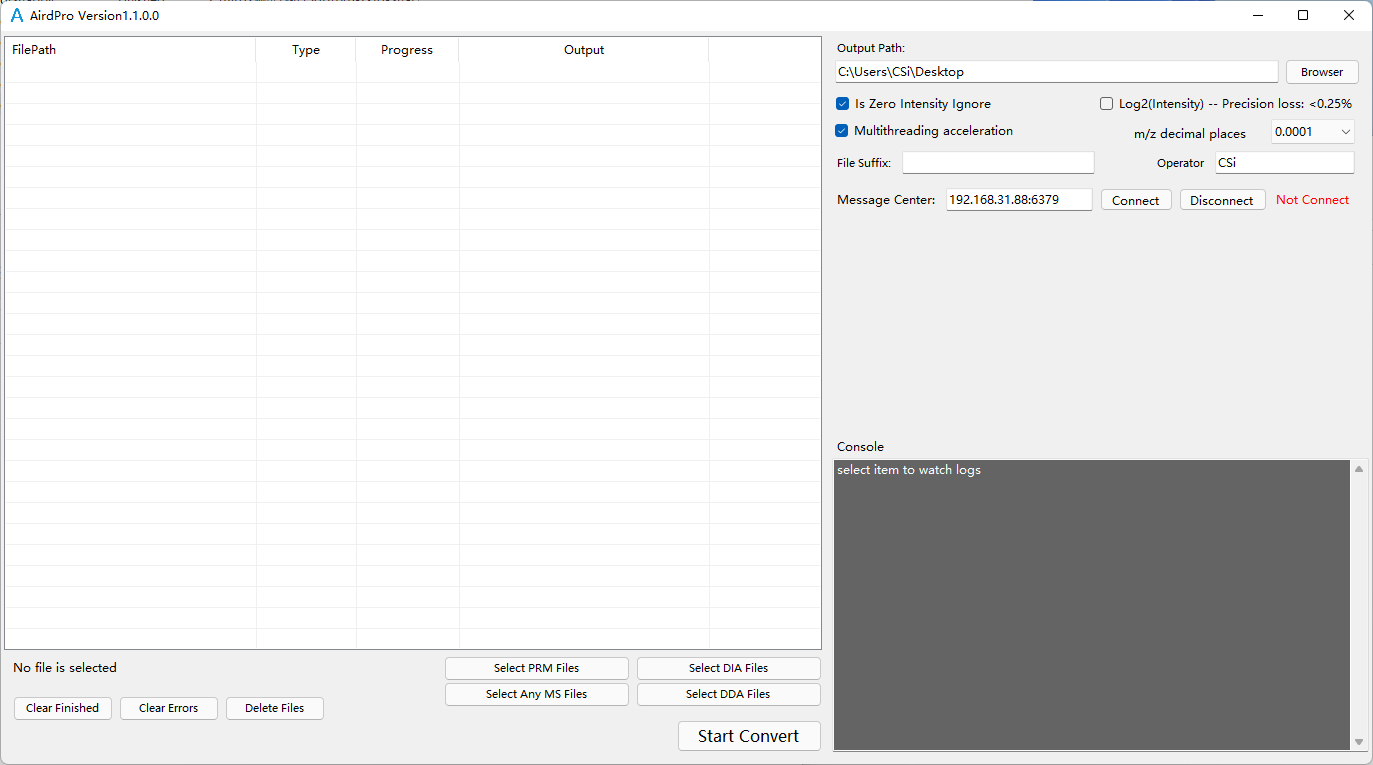 AirdPro Version1.1.0.0
FilePath Type Progress Output
Output Path:
C:\Users\CSi\Desktop Browser
Is Zero Intensity Ignore Log2(Intensity) -- Precision loss: <0.25%
Multithreading acceleration m/z decimal places 0.0001
File Suffix: Operator CSi
Message Center: 192.168.31.88:6379 Connect Disconnect Not Connect
Console
select item to watch logs
No file is selected Select PRM Files Select DIA Files
Select Any MS Files Select DDA Files
Clear Finished Clear Errors Delete Files
Start Convert